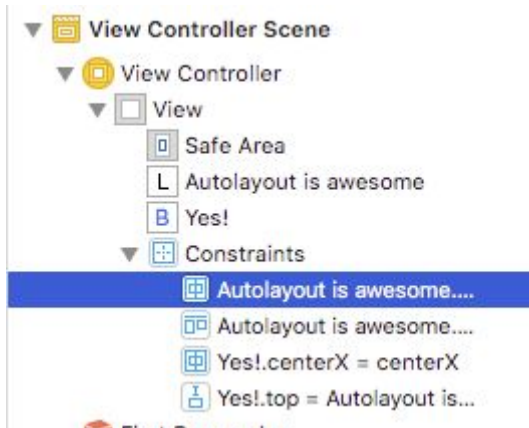 View Controller Scene
View Controller
View
Safe Area
L Autolayout is awesome
B Yes!
Constraints
Autolayout is awesome....
Autolayout is awesome....
Yes!.centerX = centerX
Yes!.top = Autolayout is...